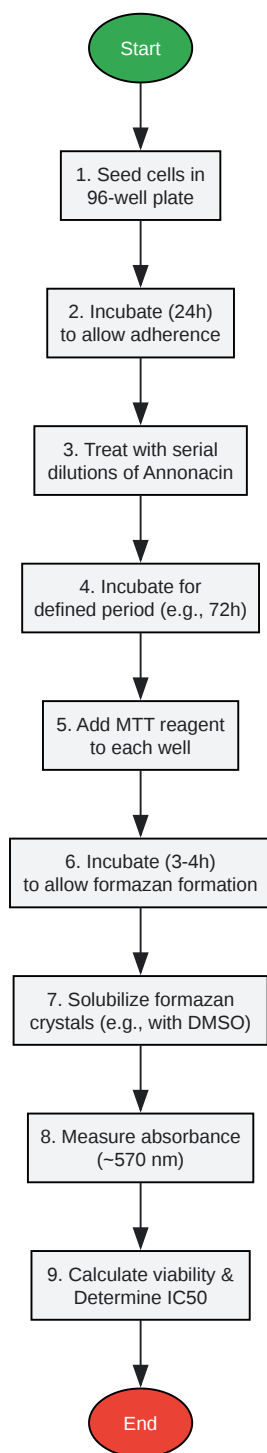 Start
1. Seed cells in
96-well plate
2. Incubate (24h)
to allow adherence
3. Treat with serial
dilutions of Annonacin
4. Incubate for
defined period (e.g., 72h)
5. Add MTT reagent
to each well
6. Incubate (3-4h)
to allow formazan formation
7. Solubilize formazan
crystals (e.g., with DMSO)
8. Measure absorbance
(~570 nm)
9. Calculate viability &
Determine IC50
End